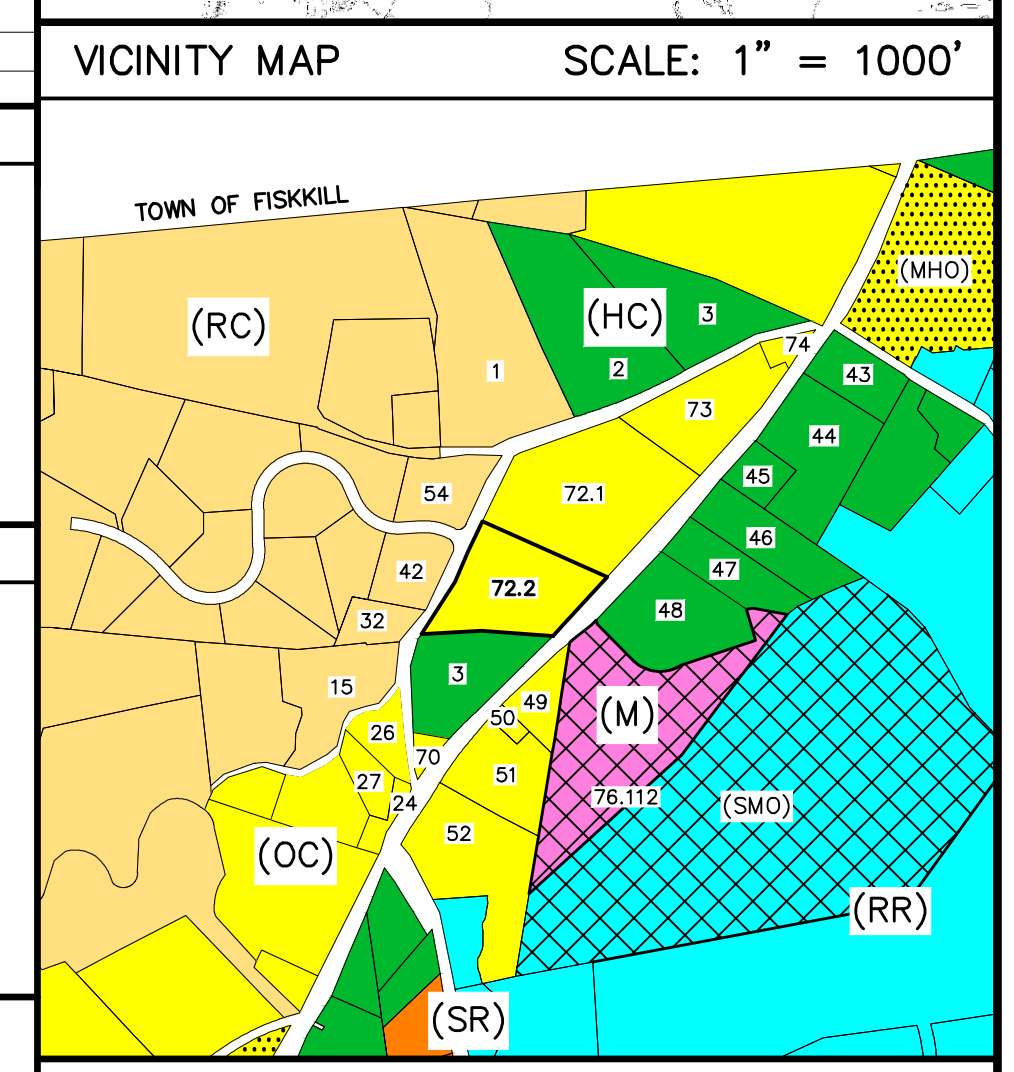 VICINITY MAP SCALE: 1" = 1000'
TOWN OF FISKKILL
(MHO)
(RC)
(HC)
3
74
1
2
43
73
44
54
45
72.1
46
42
47
72.2
48
32
3
15
49
(M)
50
26
70
51
27
76.112
24
(SMO)
52
(OC)
(RR)
(SR)